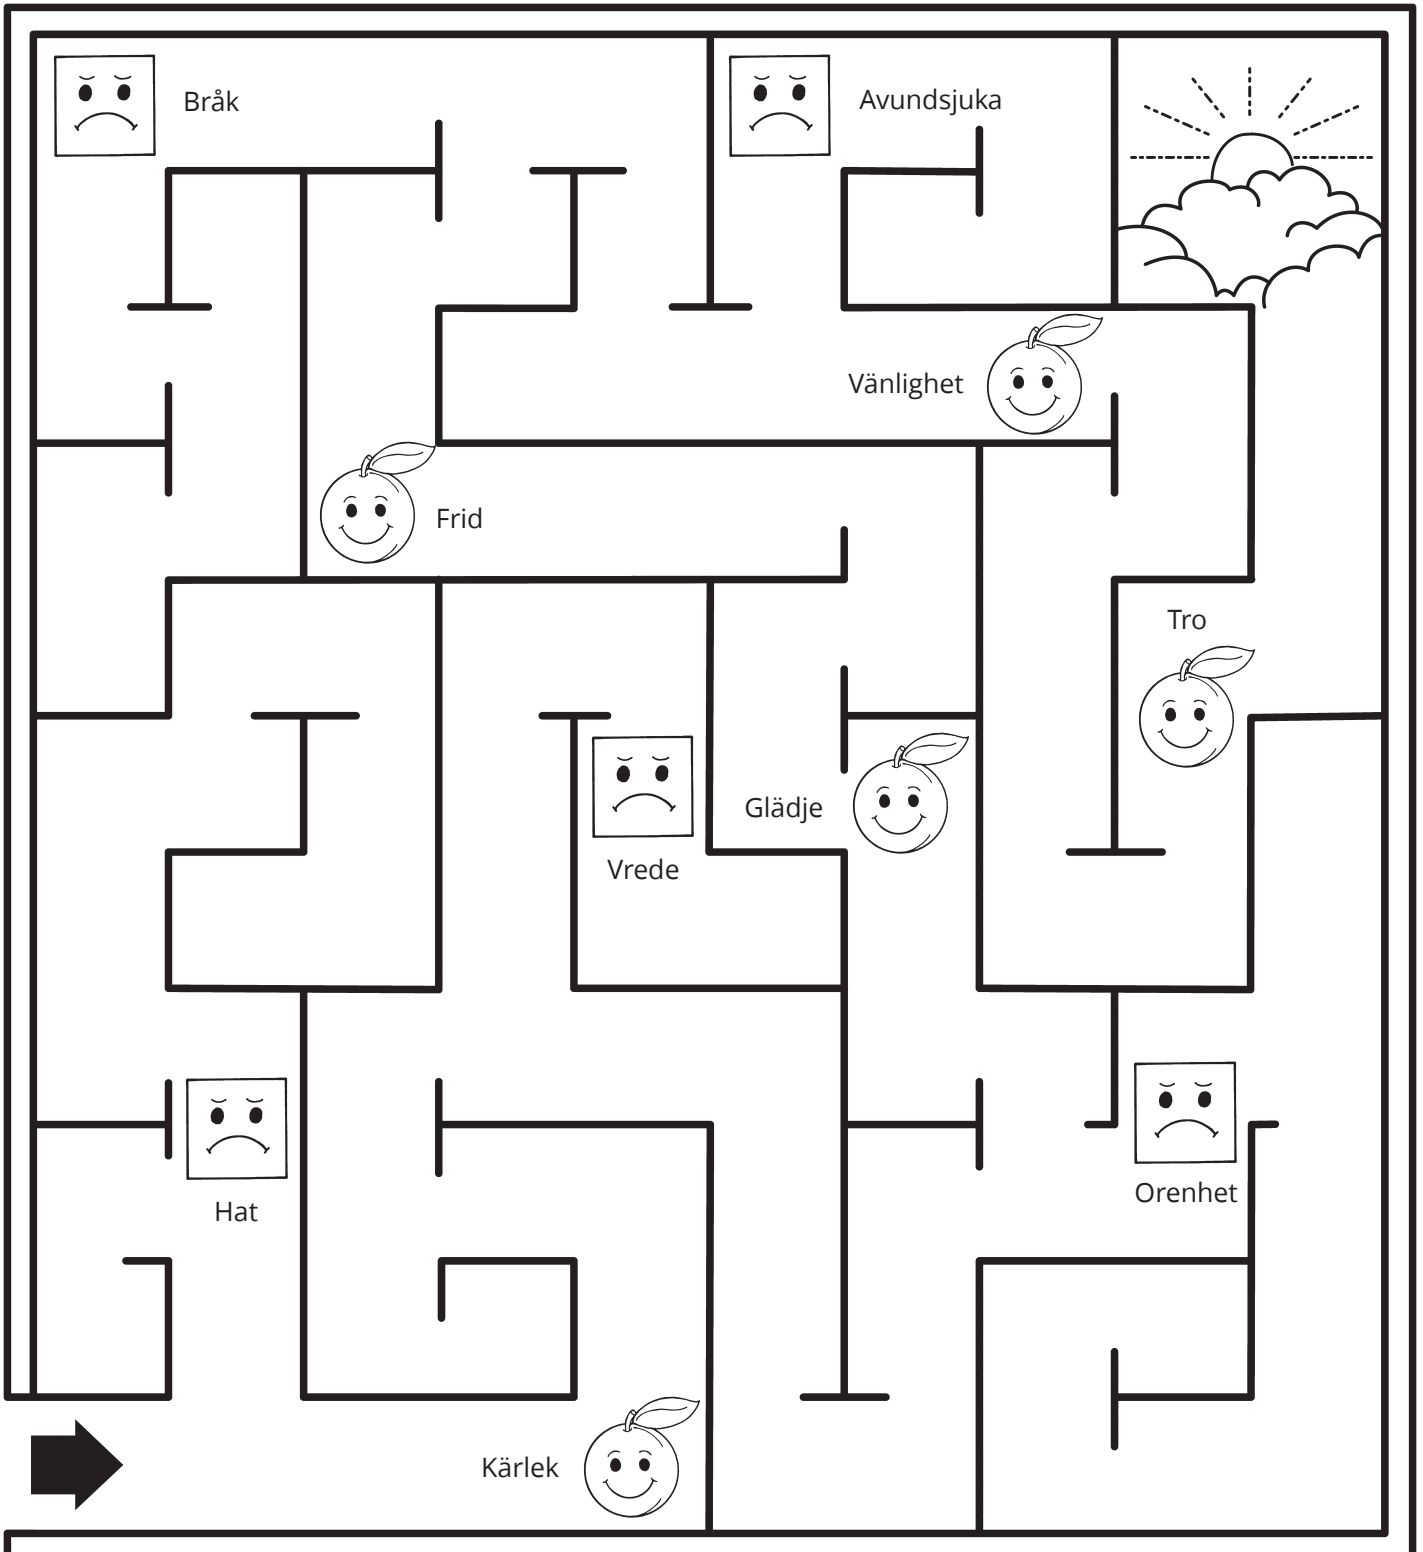 Bråk
Avundsjuka
Vänlighet
Frid
Tro
Glädje
Vrede
Orenhet
Hat
Kärlek